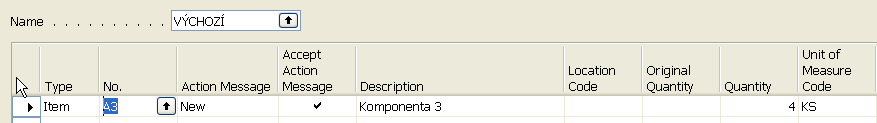 Name . . . . . . . . . . VÝCHOZÍ
Type No. Action Message Accept Action Message Description Location Code Original Quantity Quantity Unit of Measure Code
Item A3 New Komponenta 3 4 KS